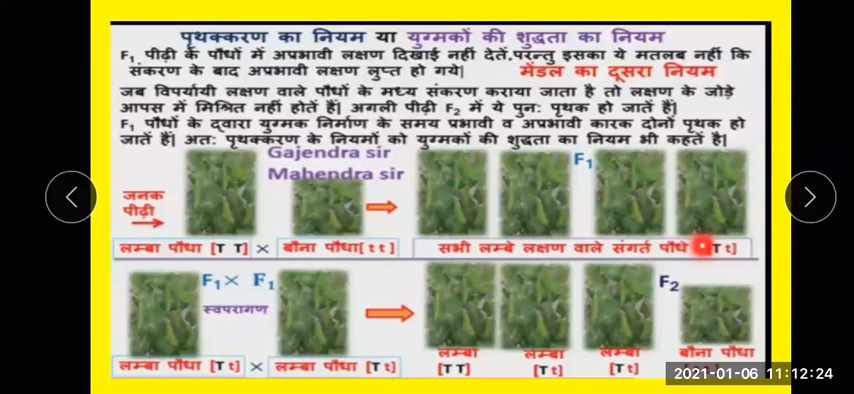 पृथक्करण का नियम या युग्मकों की शुद्धता का नियम
F₁ पीढ़ी के पौधों में अप्रभावी लक्षण दिखाई नहीं देतें,परन्तु इसका ये मतलब नहीं कि
संकरण के बाद अप्रभावी लक्षण लुप्त हो गये| मेंडल का दूसरा नियम
जब विपर्यायी लक्षण वाले पौधों के मध्य संकरण कराया जाता है तो लक्षण के जोड़े
आपस में मिश्रित नहीं होतें हैं| अगली पीढ़ी F₂ में ये पुन: पृथक हो जातें हैं|
F₁ पौधों के द्वारा युग्मक निर्माण के समय प्रभावी व अप्रभावी कारक दोनों पृथक हो
जातें हैं| अत: पृथक्करण के नियमों को युग्मकों की शुद्धता का नियम भी कहतें है|
Gajendra sir
Mahendra sir
F₁
जनक
पीढ़ी
लम्बा पौधा [T T] × बौना पौधा[ t t ]
सभी लम्बे लक्षण वाले संगर्त पौधे T t]
F₁× F₁
F₂
स्वपरागण
लम्बा पौधा [T t] × लम्बा पौधा [T t]
लम्बा
[T T]
लम्बा
[T t]
लम्बा
[T t]
बौना पौधा
2021-01-06 11:12:24